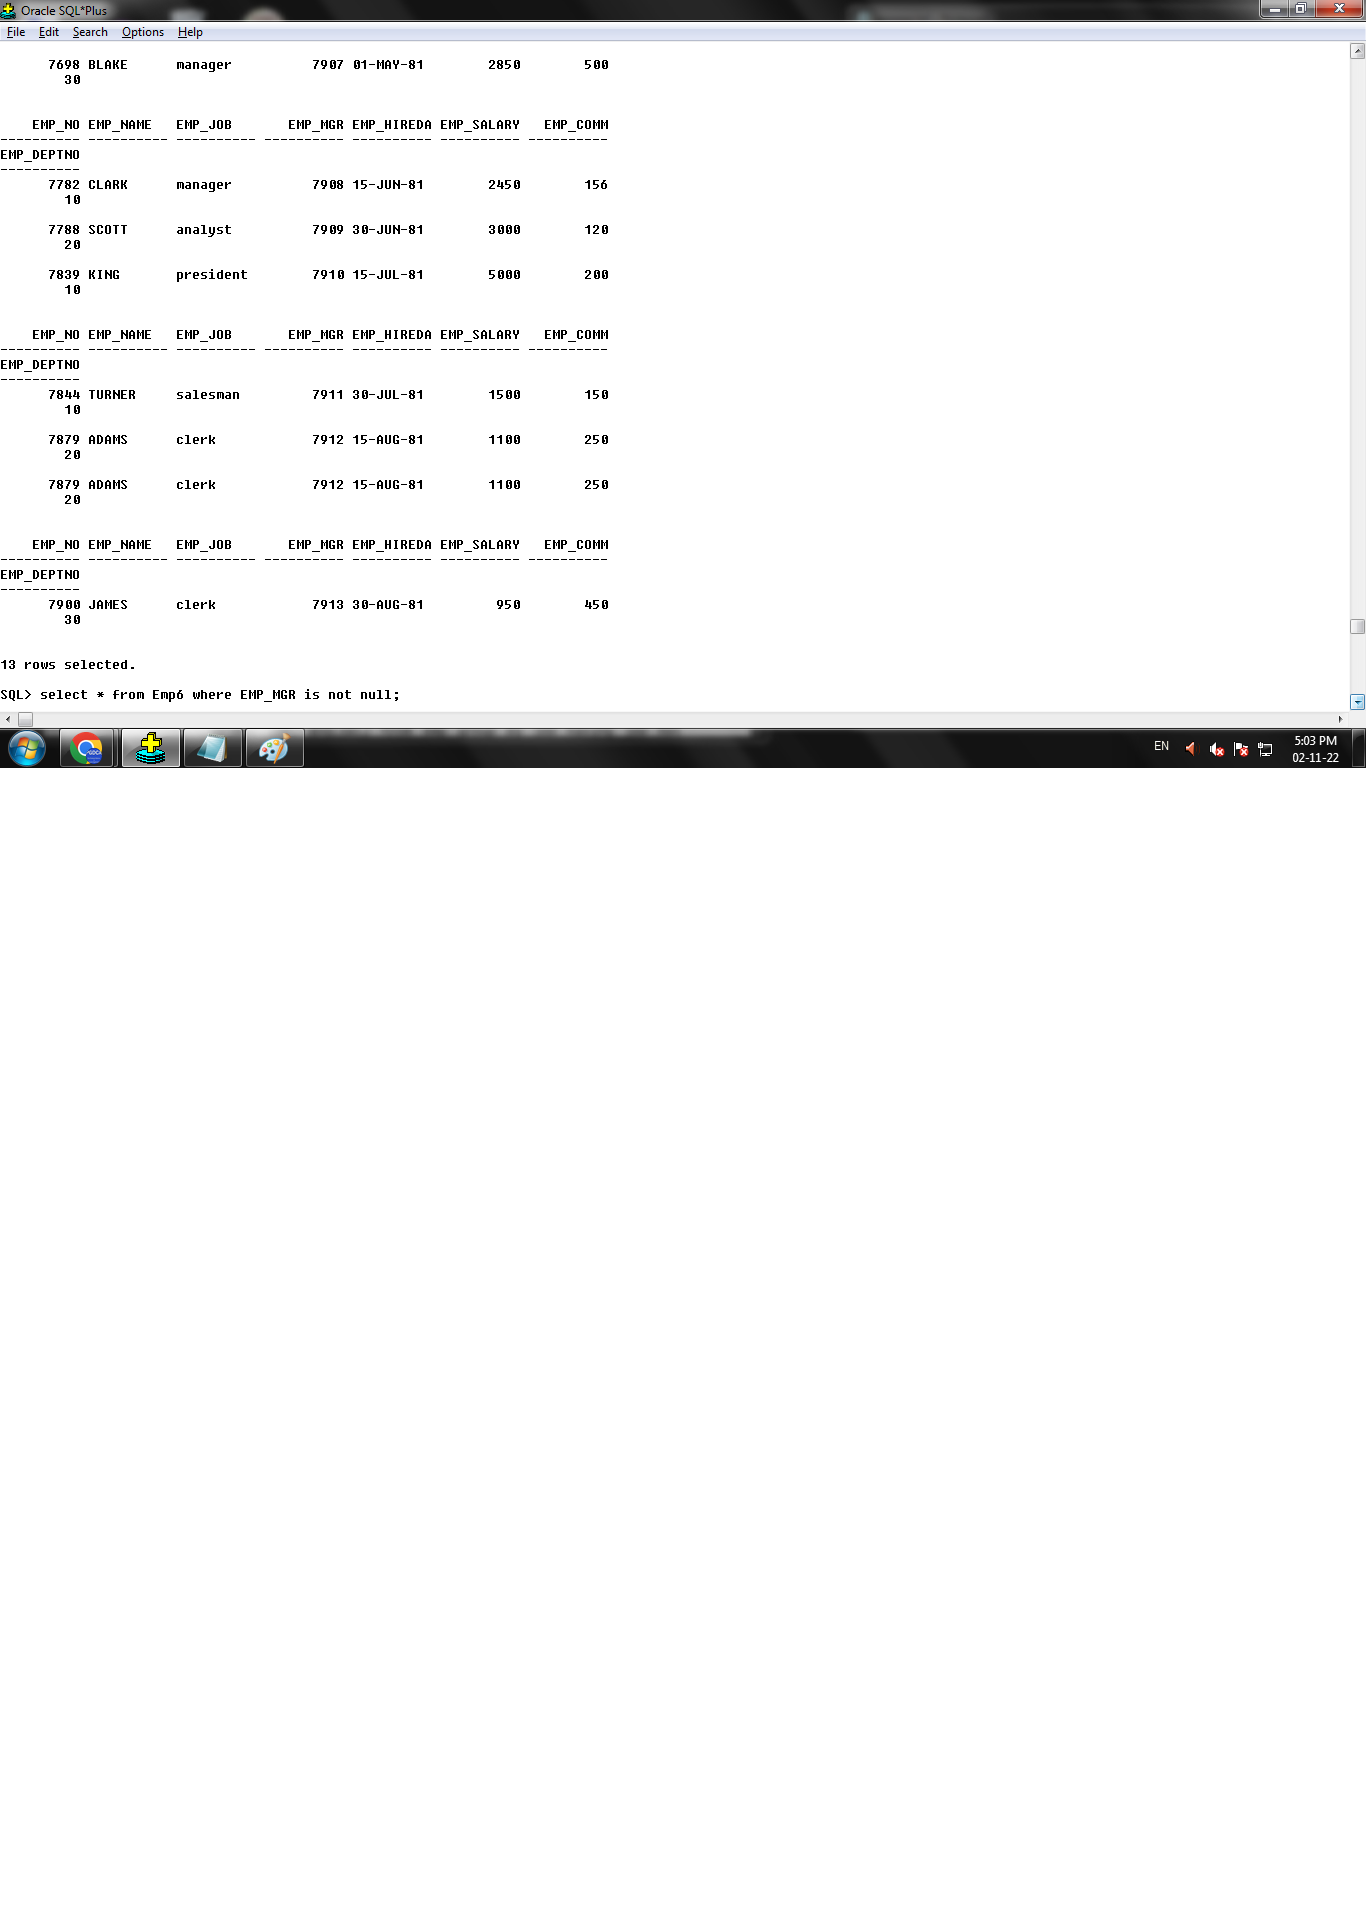 Oracle SQL*Plus
File Edit Search Options Help
7698 BLAKE manager 7907 01-MAY-81 2850 500
30
EMP_NO EMP_NAME EMP_JOB EMP_MGR EMP_HIREDA EMP_SALARY EMP_COMM
---------- ---------- ---------- ---------- ---------- ---------- ----------
EMP_DEPTNO
----------
7782 CLARK manager 7908 15-JUN-81 2450 156
10
7788 SCOTT analyst 7909 30-JUN-81 3000 120
20
7839 KING president 7910 15-JUL-81 5000 200
10
EMP_NO EMP_NAME EMP_JOB EMP_MGR EMP_HIREDA EMP_SALARY EMP_COMM
---------- ---------- ---------- ---------- ---------- ---------- ----------
EMP_DEPTNO
----------
7844 TURNER salesman 7911 30-JUL-81 1500 150
10
7879 ADAMS clerk 7912 15-AUG-81 1100 250
20
7879 ADAMS clerk 7912 15-AUG-81 1100 250
20
EMP_NO EMP_NAME EMP_JOB EMP_MGR EMP_HIREDA EMP_SALARY EMP_COMM
---------- ---------- ---------- ---------- ---------- ---------- ----------
EMP_DEPTNO
----------
7900 JAMES clerk 7913 30-AUG-81 950 450
30
13 rows selected.
SQL> select * from Emp6 where EMP_MGR is not null;
EN 5:03 PM
02-11-22